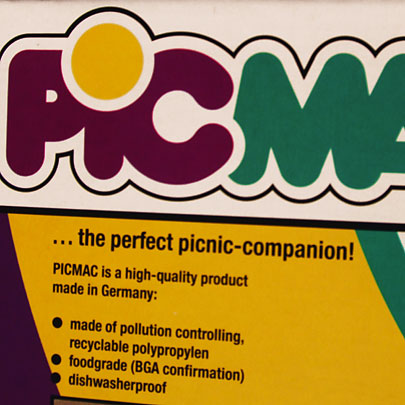 PiCMA
... the perfect picnic-companion!
PICMAC is a high-quality product
made in Germany:
● made of pollution controlling,
recyclable polypropylen
● foodgrade (BGA confirmation)
● dishwasherproof